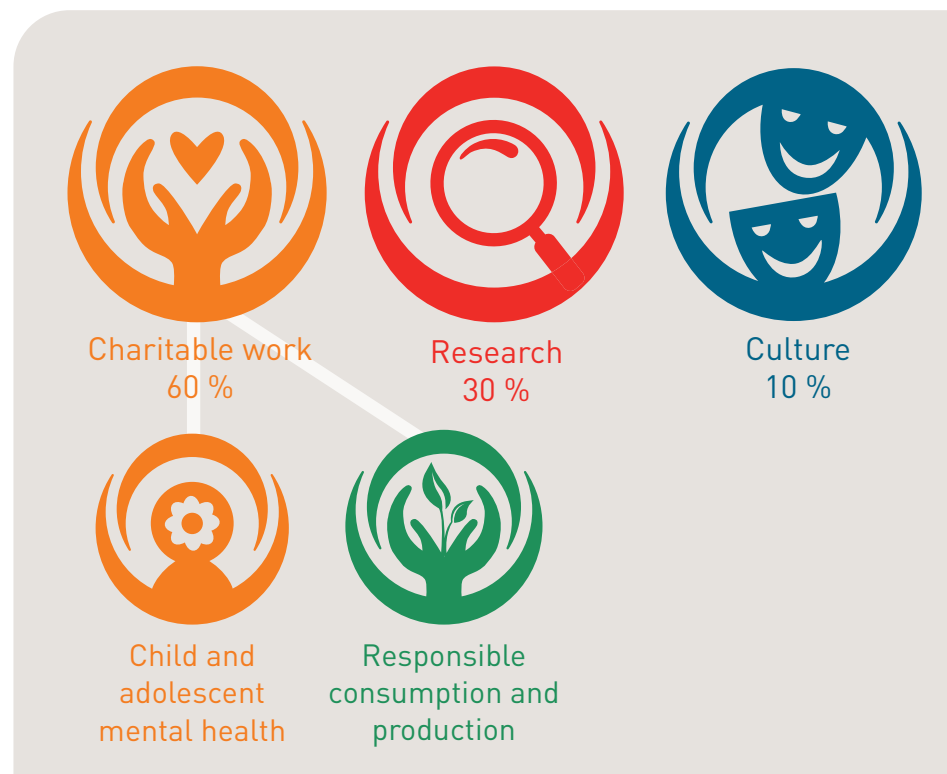 Charitable work
60 %
Research
30 %
Culture
10 %
Child and
adolescent
mental health
Responsible
consumption and
production